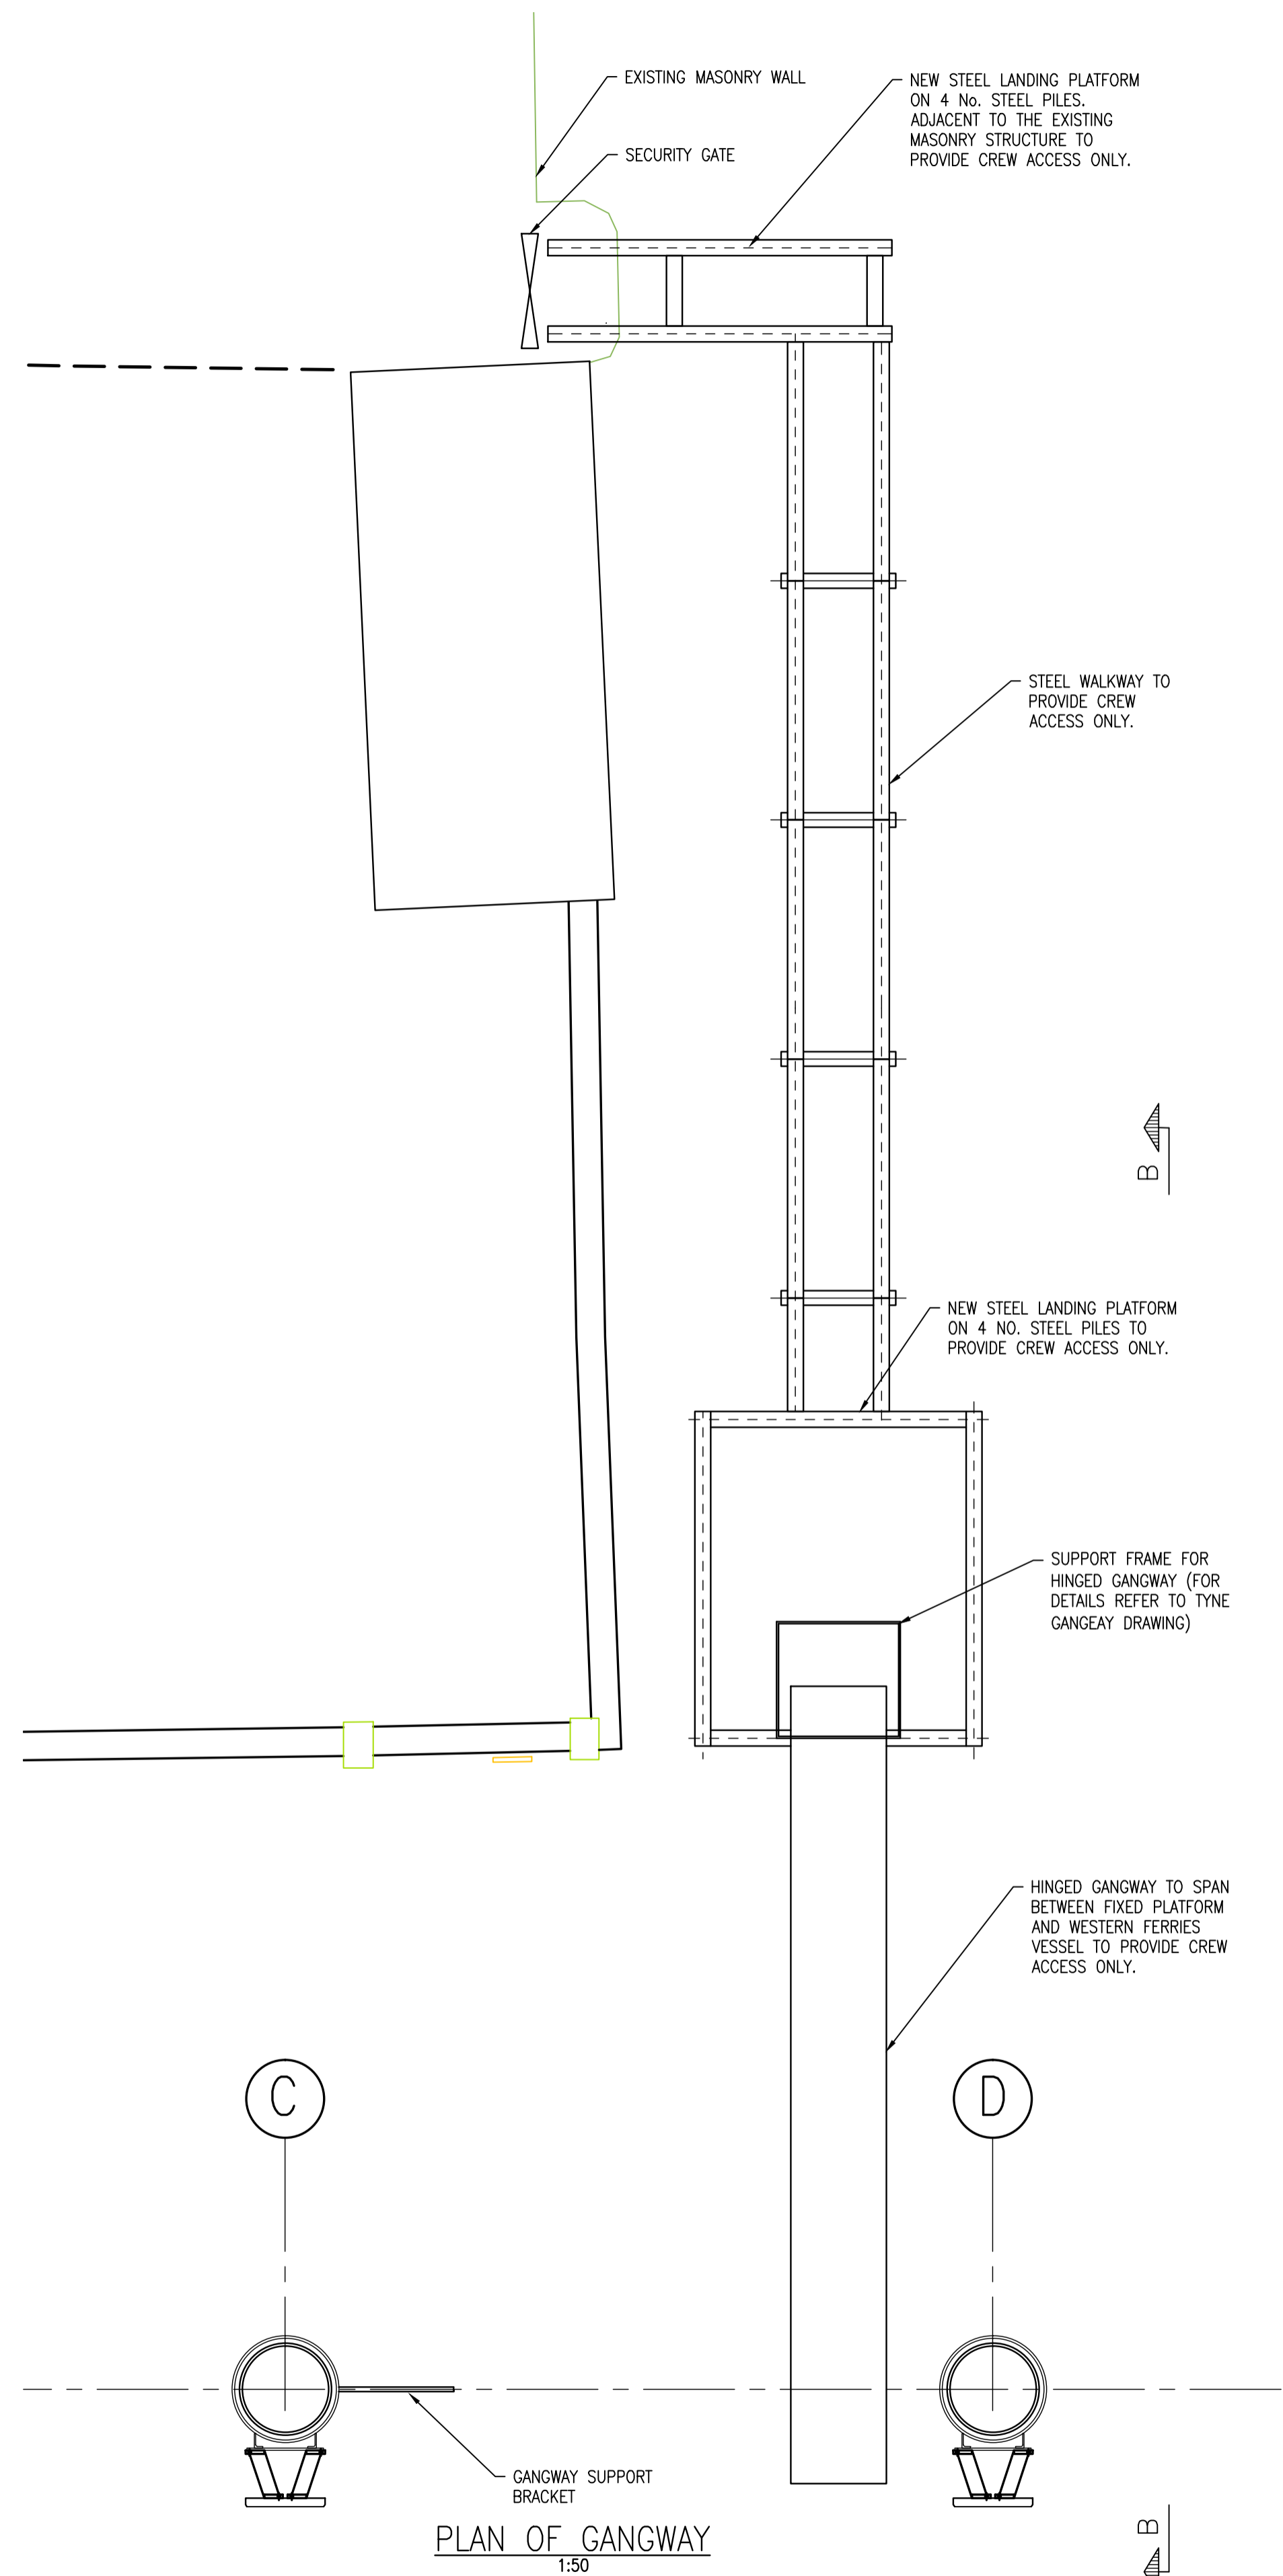 EXISTING MASONRY WALL
SECURITY GATE
NEW STEEL LANDING PLATFORM
ON 4 No. STEEL PILES.
ADJACENT TO THE EXISTING
MASONRY STRUCTURE TO
PROVIDE CREW ACCESS ONLY.
STEEL WALKWAY TO
PROVIDE CREW
ACCESS ONLY.
B
NEW STEEL LANDING PLATFORM
ON 4 NO. STEEL PILES TO
PROVIDE CREW ACCESS ONLY.
SUPPORT FRAME FOR
HINGED GANGWAY (FOR
DETAILS REFER TO TYNE
GANGEAY DRAWING)
HINGED GANGWAY TO SPAN
BETWEEN FIXED PLATFORM
AND WESTERN FERRIES
VESSEL TO PROVIDE CREW
ACCESS ONLY.
C
D
GANGWAY SUPPORT
BRACKET
PLAN OF GANGWAY
1:50
B